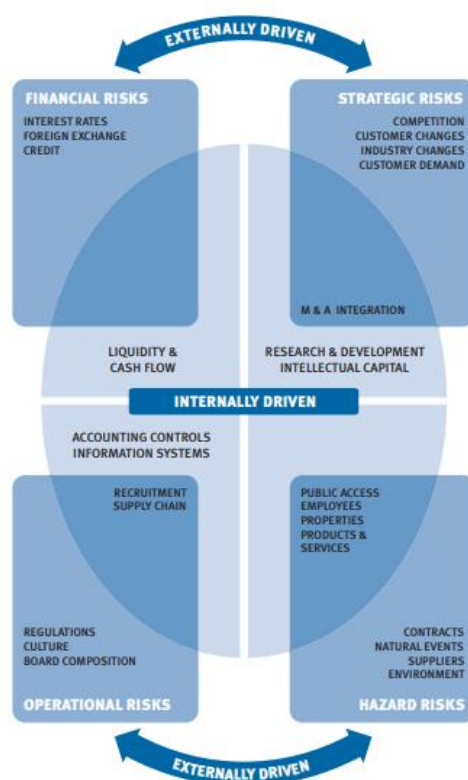 EXTERNALLY DRIVEN
FINANCIAL RISKS
INTEREST RATES
FOREIGN EXCHANGE
CREDIT
STRATEGIC RISKS
COMPETITION
CUSTOMER CHANGES
INDUSTRY CHANGES
CUSTOMER DEMAND
M & A INTEGRATION
LIQUIDITY &
CASH FLOW
RESEARCH & DEVELOPMENT
INTELLECTUAL CAPITAL
INTERNALLY DRIVEN
ACCOUNTING CONTROLS
INFORMATION SYSTEMS
RECRUITMENT
SUPPLY CHAIN
PUBLIC ACCESS
EMPLOYEES
PROPERTIES
PRODUCTS &
SERVICES
REGULATIONS
CULTURE
BOARD COMPOSITION
OPERATIONAL RISKS
CONTRACTS
NATURAL EVENTS
SUPPLIERS
ENVIRONMENT
HAZARD RISKS
EXTERNALLY DRIVEN